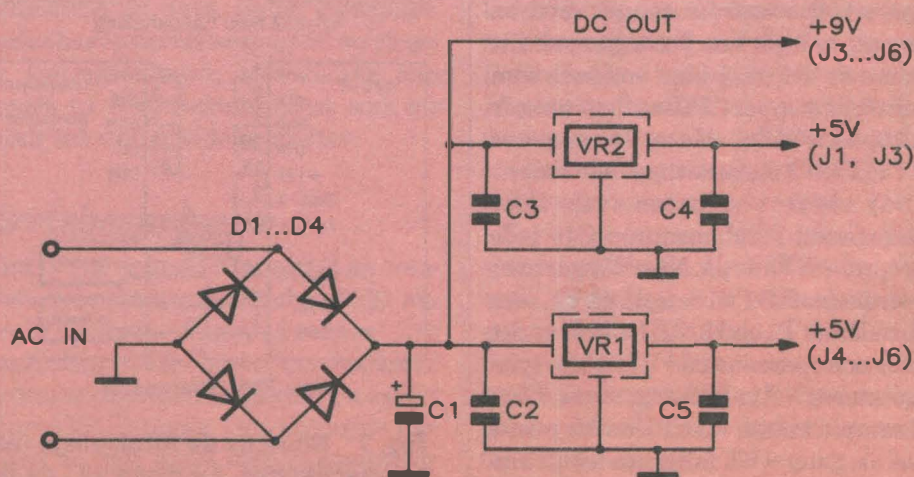 DC OUT
+9V
(J3...J6)
VR2
+5V
(J1, J3)
C3
C4
D1...D4
AC IN
VR1
+5V
(J4...J6)
+
C1
C2
C5